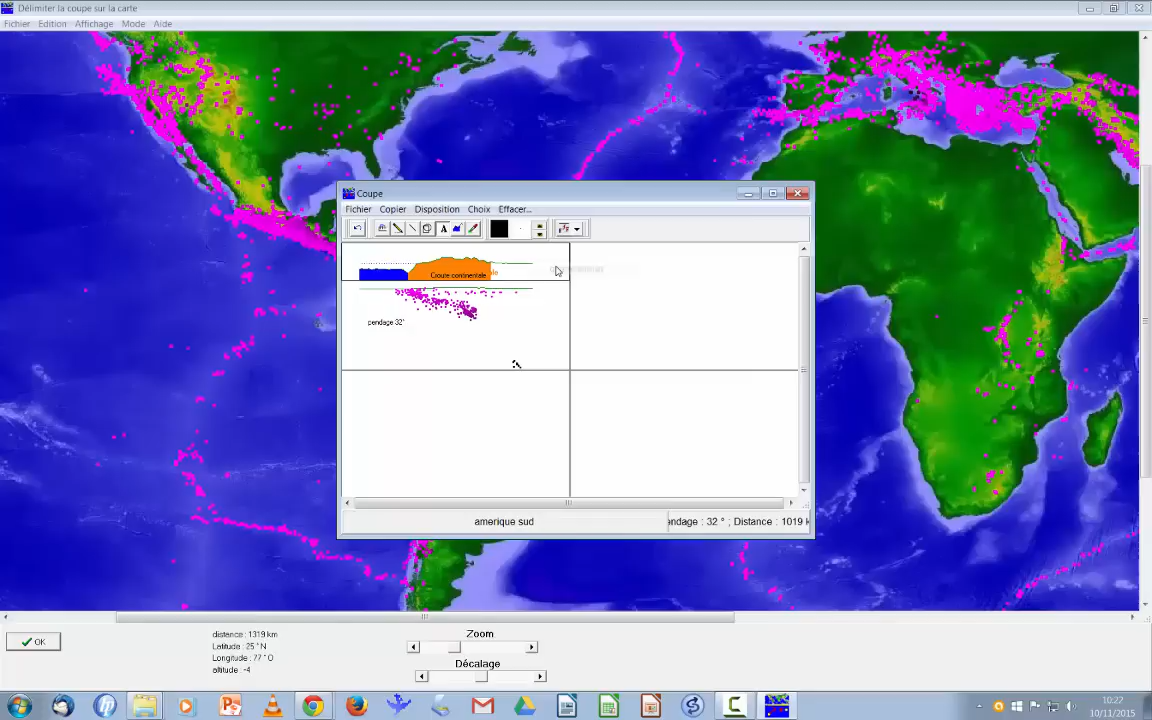 Délimiter la coupe sur la carte
Fichier Edition Affichage Mode Aide
Coupe
Fichier Copier Disposition Choix Effacer...
A
Croute continentale
pendage 32°
amerique sud
endage : 32 ° ; Distance : 1019 k
OK
distance : 1319 km
Latitude : 25 ° N
Longitude : 77 ° O
altitude : -4
Zoom
Décalage
10:27
10/11/2015